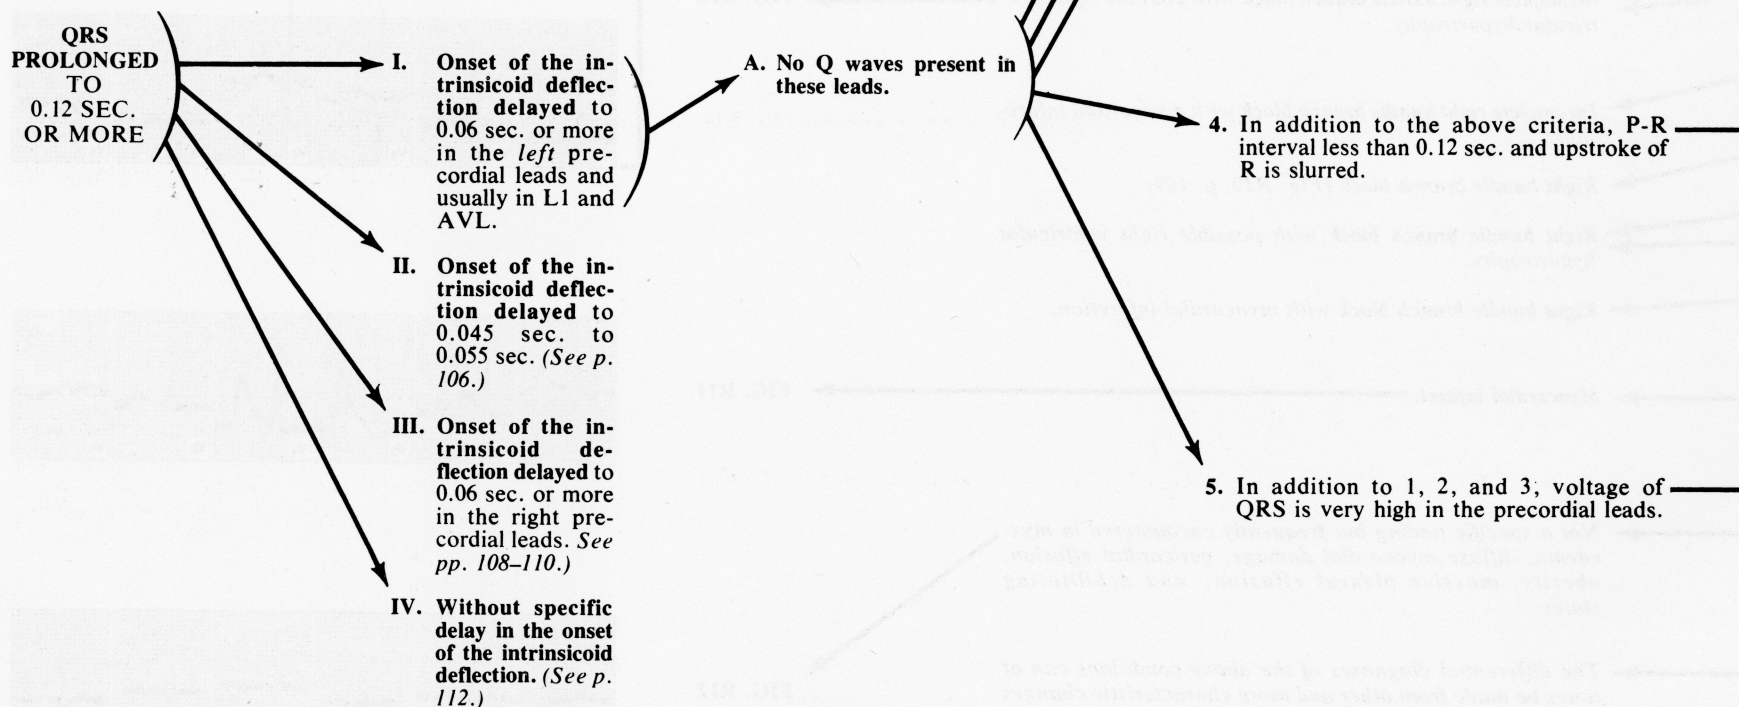 QRS
PROLONGED
TO
0.12 SEC.
OR MORE
I. Onset of the in-
trinsicoid deflec-
tion delayed to
0.06 sec. or more
in the left pre-
cordial leads and
usually in L1 and
AVL.
II. Onset of the in-
trinsicoid deflec-
tion delayed to
0.045 sec. to
0.055 sec. (See p.
106.)
III. Onset of the in-
trinsicoid de-
flection delayed to
0.06 sec. or more
in the right pre-
cordial leads. See
pp. 108–110.)
IV. Without specific
delay in the onset
of the intrinsicoid
deflection. (See p.
112.)
A. No Q waves present in
these leads.
4. In addition to the above criteria, P-R
interval less than 0.12 sec. and upstroke of
R is slurred.
5. In addition to 1, 2, and 3, voltage of
QRS is very high in the precordial leads.